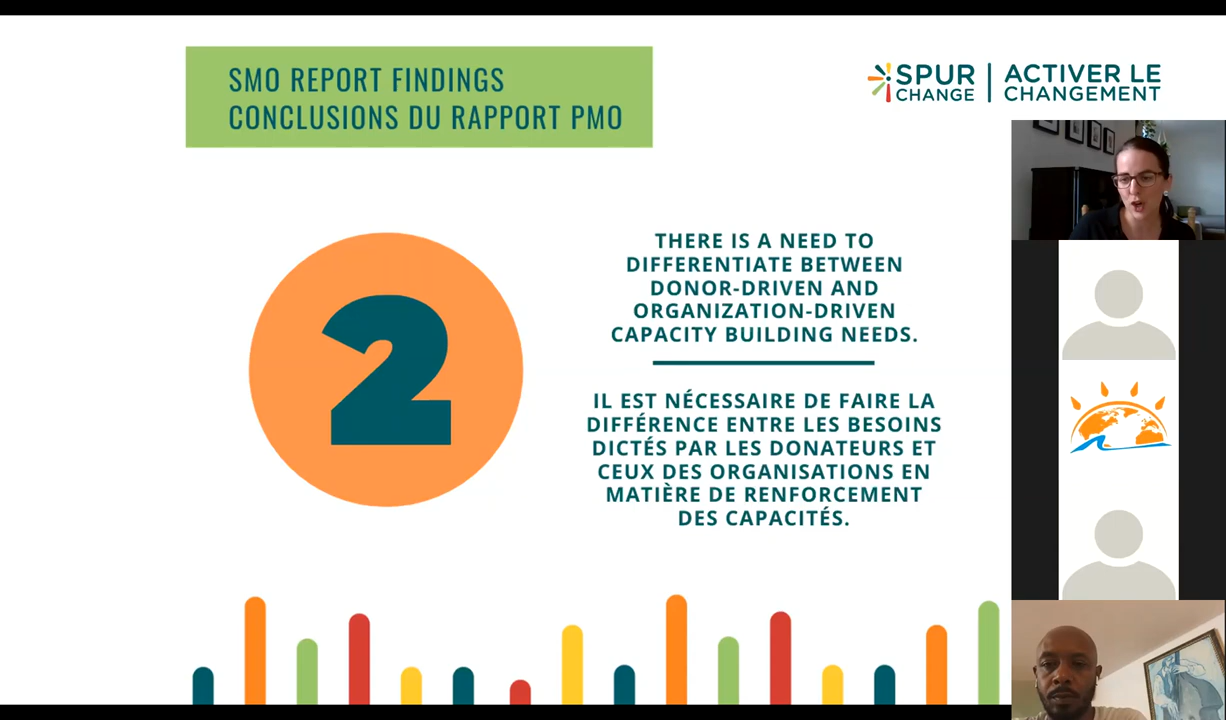 SMO REPORT FINDINGS
CONCLUSIONS DU RAPPORT PMO
SPUR CHANGE | ACTIVER LE CHANGEMENT
2
THERE IS A NEED TO
DIFFERENTIATE BETWEEN
DONOR-DRIVEN AND
ORGANIZATION-DRIVEN
CAPACITY BUILDING NEEDS.
IL EST NÉCESSAIRE DE FAIRE LA
DIFFÉRENCE ENTRE LES BESOINS
DICTÉS PAR LES DONATEURS ET
CEUX DES ORGANISATIONS EN
MATIÈRE DE RENFORCEMENT
DES CAPACITÉS.